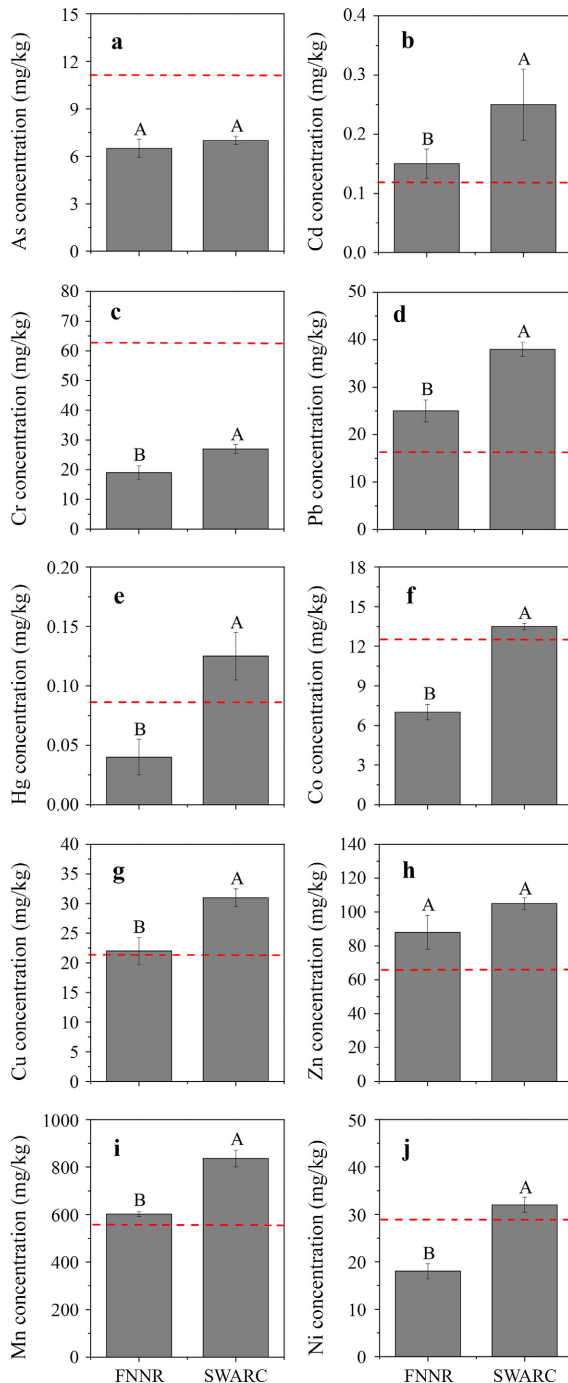 As concentration (mg/kg)
15
12
9
6
3
0
a
A
A
Cd concentration (mg/kg)
0.4
0.3
0.2
0.1
0.0
b
B
A
Cr concentration (mg/kg)
80
70
60
50
40
30
20
10
0
c
B
A
Pb concentration (mg/kg)
50
40
30
20
10
0
d
B
A
Hg concentration (mg/kg)
0.20
0.15
0.10
0.05
0.00
e
B
A
Co concentration (mg/kg)
18
15
12
9
6
3
0
f
B
A
Cu concentration (mg/kg)
40
35
30
25
20
15
10
5
0
g
B
A
Zn concentration (mg/kg)
140
120
100
80
60
40
20
0
h
A
A
Mn concentration (mg/kg)
1000
800
600
400
200
0
i
B
A
FNNR SWARC
Ni concentration (mg/kg)
50
40
30
20
10
0
j
B
A
FNNR SWARC